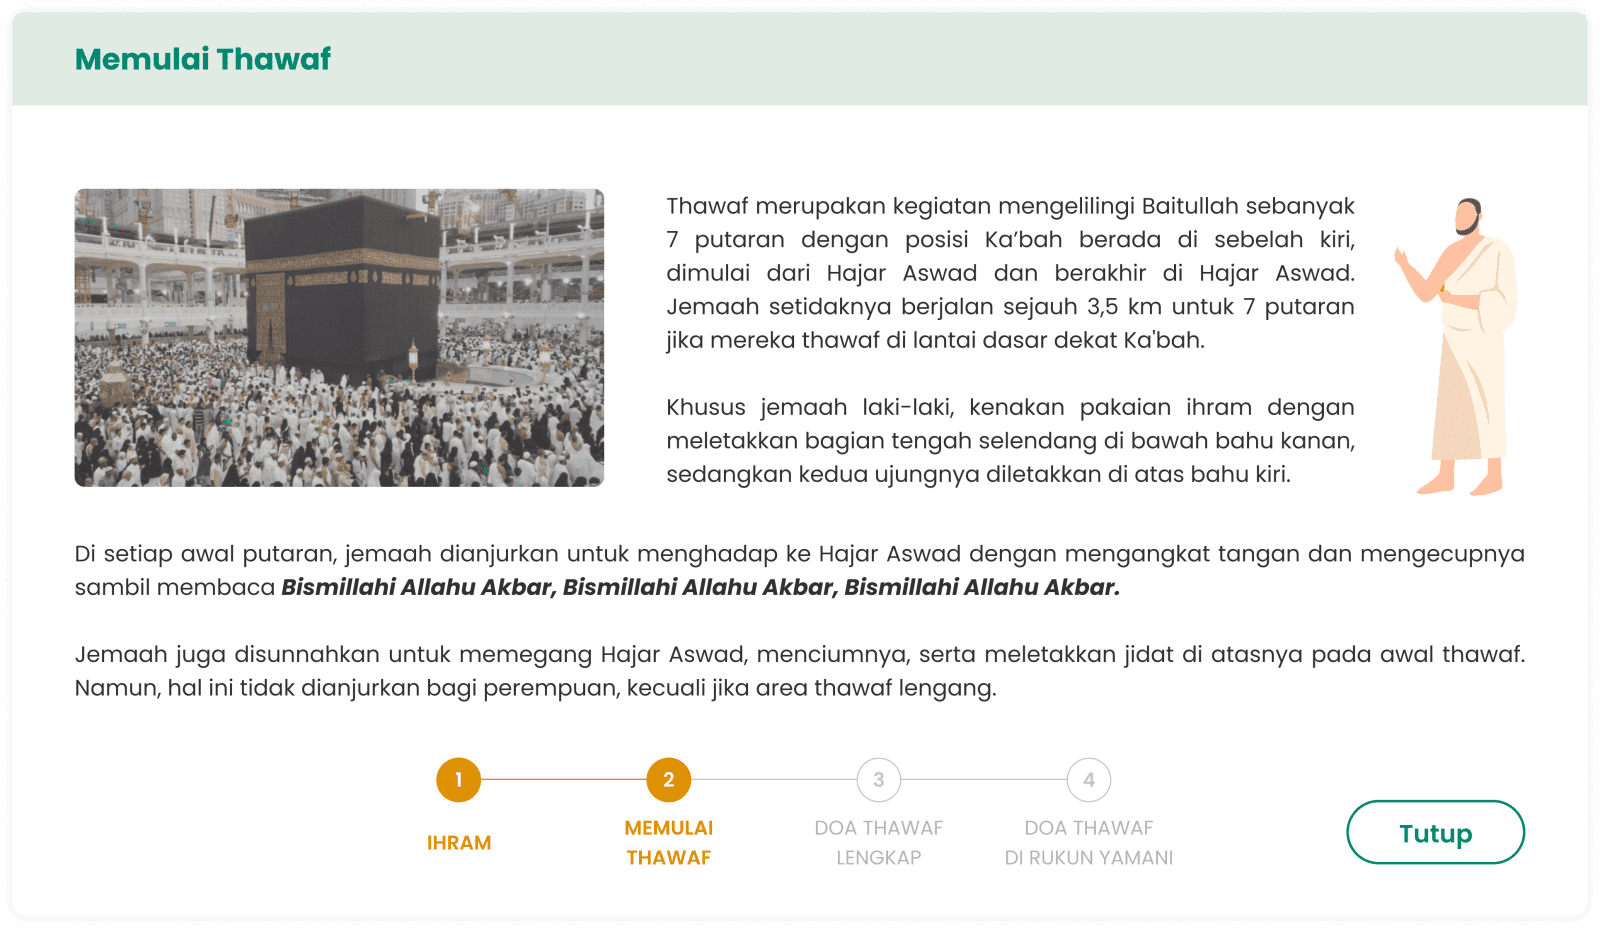 Memulai Thawaf
Thawaf merupakan kegiatan mengelilingi Baitullah sebanyak
7 putaran dengan posisi Ka’bah berada di sebelah kiri,
dimulai dari Hajar Aswad dan berakhir di Hajar Aswad.
Jemaah setidaknya berjalan sejauh 3,5 km untuk 7 putaran
jika mereka thawaf di lantai dasar dekat Ka'bah.
Khusus jemaah laki-laki, kenakan pakaian ihram dengan
meletakkan bagian tengah selendang di bawah bahu kanan,
sedangkan kedua ujungnya diletakkan di atas bahu kiri.
Di setiap awal putaran, jemaah dianjurkan untuk menghadap ke Hajar Aswad dengan mengangkat tangan dan mengecupnya
sambil membaca Bismillahi Allahu Akbar, Bismillahi Allahu Akbar, Bismillahi Allahu Akbar.
Jemaah juga disunnahkan untuk memegang Hajar Aswad, menciumnya, serta meletakkan jidat di atasnya pada awal thawaf.
Namun, hal ini tidak dianjurkan bagi perempuan, kecuali jika area thawaf lengang.
1
IHRAM
2
MEMULAI
THAWAF
3
DOA THAWAF
LENGKAP
4
DOA THAWAF
DI RUKUN YAMANI
Tutup